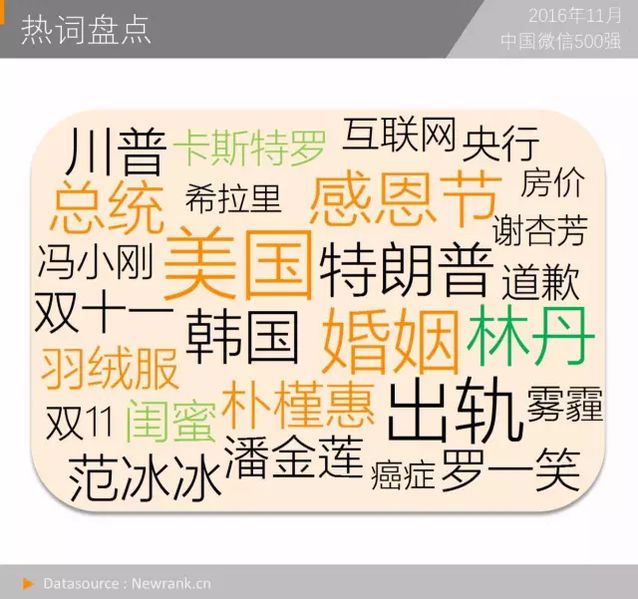 热词盘点
2016年11月
中国微信500强
川普 卡斯特罗 互联网 央行
总统 希拉里 感恩节 房价
冯小刚 美国 特朗普 谢杏芳
双十一 韩国 婚姻 林丹 道歉
羽绒服 朴槿惠 出轨 雾霾
双11 闺蜜 潘金莲
范冰冰 癌症 罗一笑
Datasource : Newrank.cn